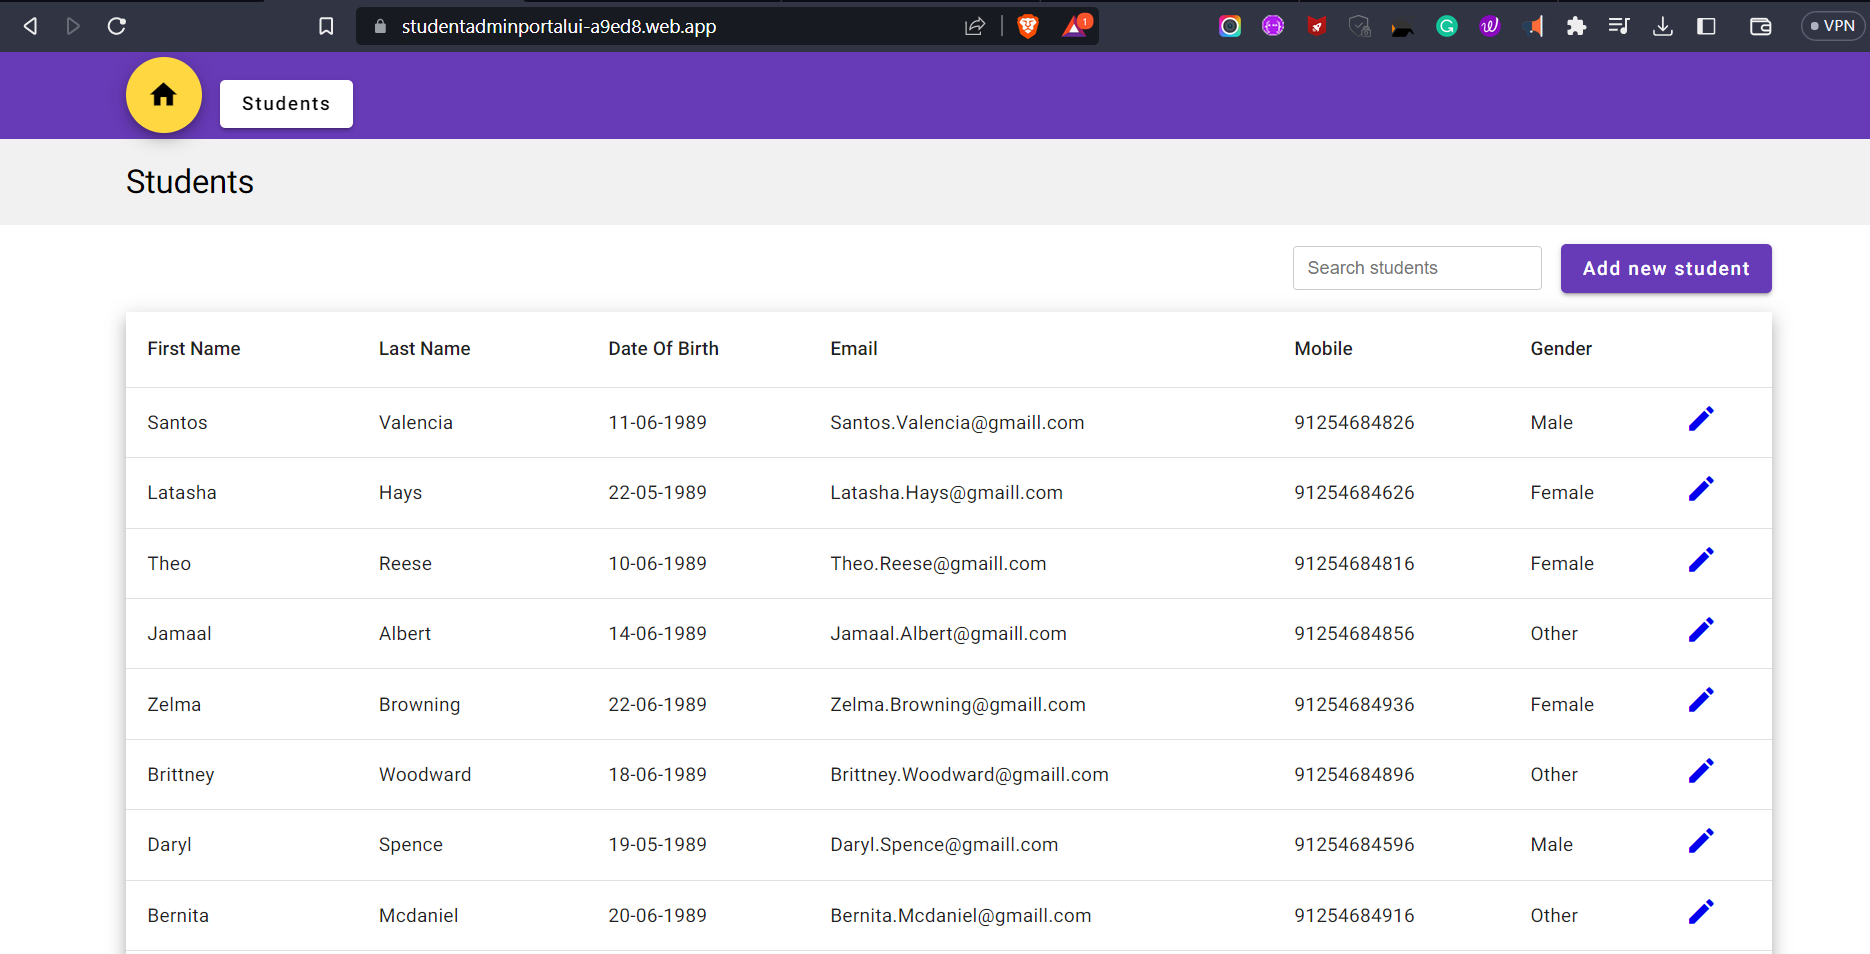 studentadminportalui-a9ed8.web.app
1
VPN
Students
Students
Search students
Add new student
First Name Last Name Date Of Birth Email Mobile Gender
Santos Valencia 11-06-1989 Santos.Valencia@gmaill.com 91254684826 Male
Latasha Hays 22-05-1989 Latasha.Hays@gmaill.com 91254684626 Female
Theo Reese 10-06-1989 Theo.Reese@gmaill.com 91254684816 Female
Jamaal Albert 14-06-1989 Jamaal.Albert@gmaill.com 91254684856 Other
Zelma Browning 22-06-1989 Zelma.Browning@gmaill.com 91254684936 Female
Brittney Woodward 18-06-1989 Brittney.Woodward@gmaill.com 91254684896 Other
Daryl Spence 19-05-1989 Daryl.Spence@gmaill.com 91254684596 Male
Bernita Mcdaniel 20-06-1989 Bernita.Mcdaniel@gmaill.com 91254684916 Other